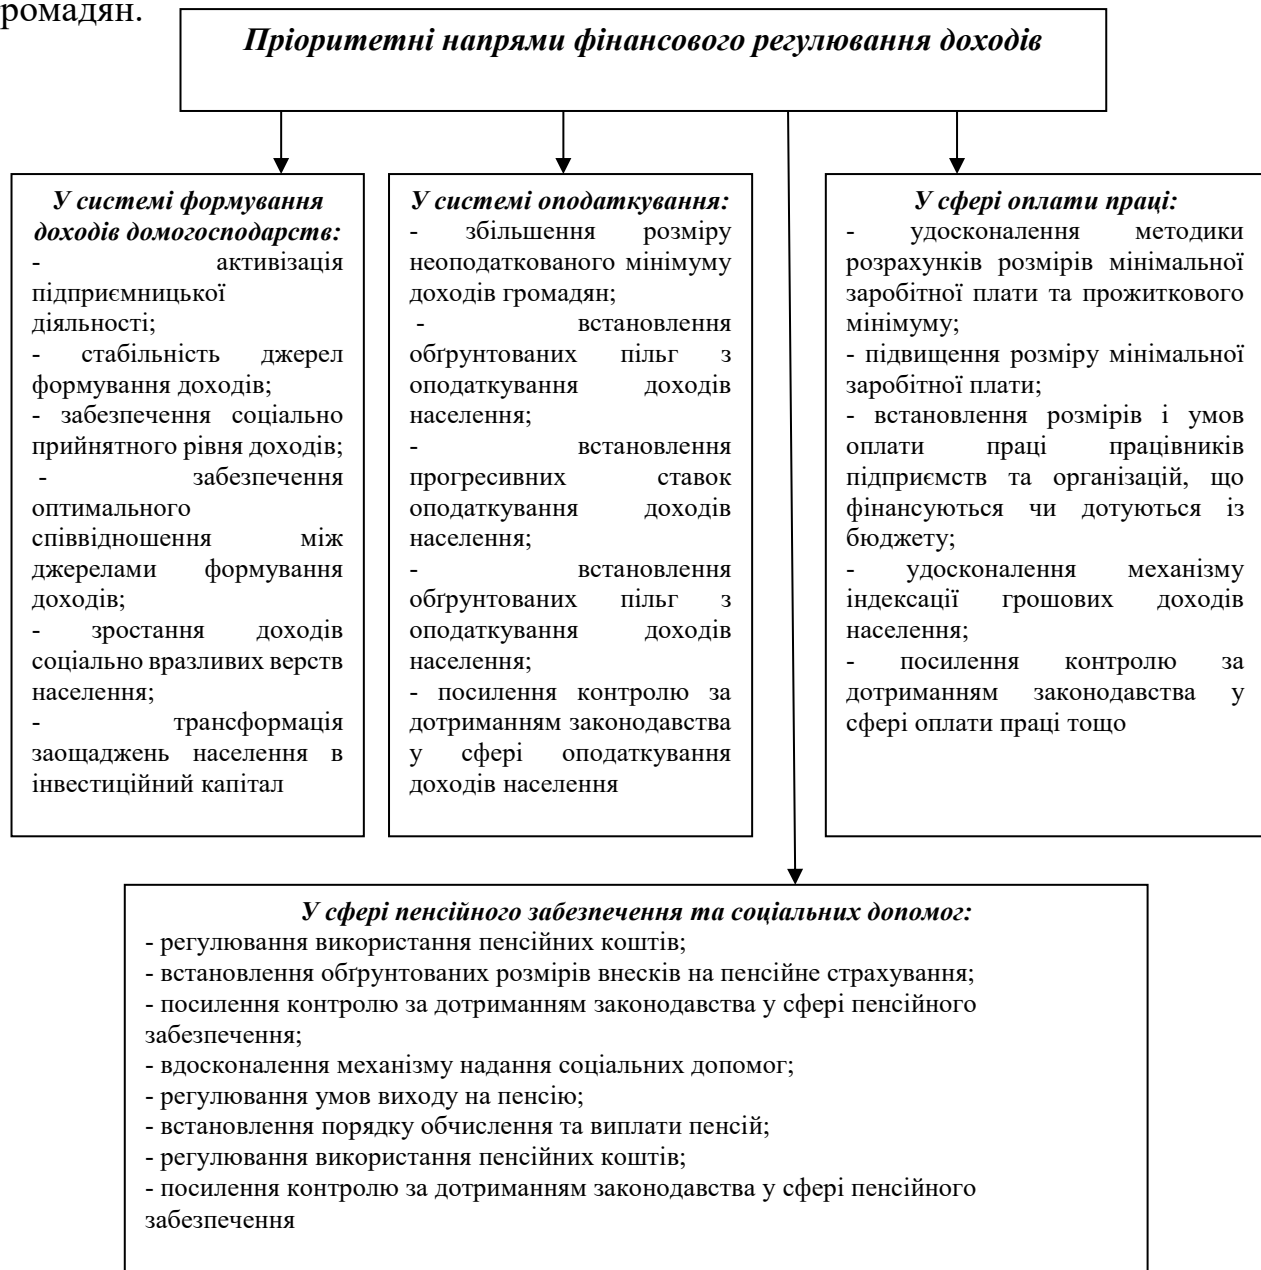 ромадян.
Пріоритетні напрями фінансового регулювання доходів
У системі формування
доходів домогосподарств:
- активізація
підприємницької
діяльності;
- стабільність джерел
формування доходів;
- забезпечення соціально
прийнятного рівня доходів;
- забезпечення
оптимального
співвідношення між
джерелами формування
доходів;
- зростання доходів
соціально вразливих верств
населення;
- трансформація
заощаджень населення в
інвестиційний капітал
У системі оподаткування:
- збільшення розміру
неоподаткованого мінімуму
доходів громадян;
- встановлення
обґрунтованих пільг з
оподаткування доходів
населення;
- встановлення
прогресивних ставок
оподаткування доходів
населення;
- встановлення
обґрунтованих пільг з
оподаткування доходів
населення;
- посилення контролю за
дотриманням законодавства
у сфері оподаткування
доходів населення
У сфері оплати праці:
- удосконалення методики
розрахунків розмірів мінімальної
заробітної плати та прожиткового
мінімуму;
- підвищення розміру мінімальної
заробітної плати;
- встановлення розмірів і умов
оплати праці працівників
підприємств та організацій, що
фінансуються чи дотуються із
бюджету;
- удосконалення механізму
індексації грошових доходів
населення;
- посилення контролю за
дотриманням законодавства у
сфері оплати праці тощо
У сфері пенсійного забезпечення та соціальних допомог:
- регулювання використання пенсійних коштів;
- встановлення обґрунтованих розмірів внесків на пенсійне страхування;
- посилення контролю за дотриманням законодавства у сфері пенсійного
забезпечення;
- вдосконалення механізму надання соціальних допомог;
- регулювання умов виходу на пенсію;
- встановлення порядку обчислення та виплати пенсій;
- регулювання використання пенсійних коштів;
- посилення контролю за дотриманням законодавства у сфері пенсійного
забезпечення